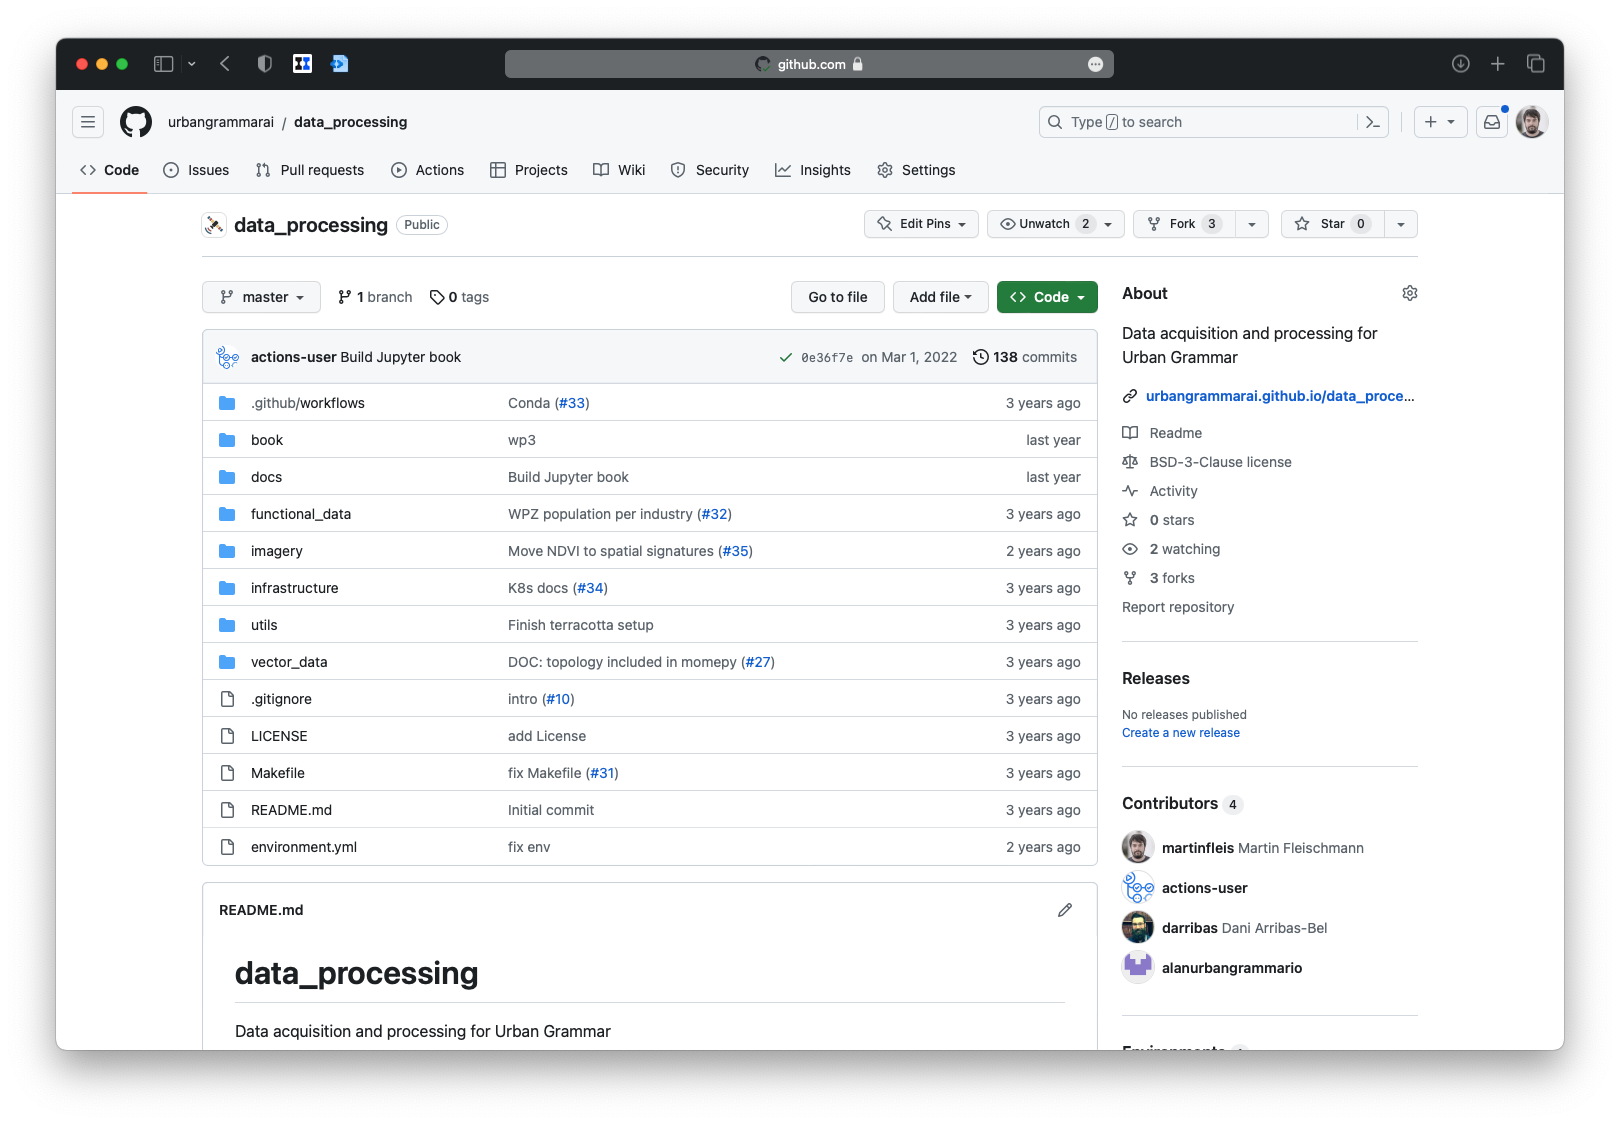 github.com
urbangrammarai / data_processing
Type / to search
Code Issues Pull requests Actions Projects Wiki Security Insights Settings
data_processing Public
Edit Pins Unwatch 2 Fork 3 Star 0
master 1 branch 0 tags Go to file Add file Code
actions-user Build Jupyter book 0e36f7e on Mar 1, 2022 138 commits
.github/workflows Conda (#33) 3 years ago
book wp3 last year
docs Build Jupyter book last year
functional_data WPZ population per industry (#32) 3 years ago
imagery Move NDVI to spatial signatures (#35) 2 years ago
infrastructure K8s docs (#34) 3 years ago
utils Finish terracotta setup 3 years ago
vector_data DOC: topology included in momepy (#27) 3 years ago
.gitignore intro (#10) 3 years ago
LICENSE add License 3 years ago
Makefile fix Makefile (#31) 3 years ago
README.md Initial commit 3 years ago
environment.yml fix env 2 years ago
README.md
data_processing
Data acquisition and processing for Urban Grammar
About
Data acquisition and processing for
Urban Grammar
urbangrammarai.github.io/data_proce...
Readme
BSD-3-Clause license
Activity
0 stars
2 watching
3 forks
Report repository
Releases
No releases published
Create a new release
Contributors 4
martinfleis Martin Fleischmann
actions-user
darribas Dani Arribas-Bel
alanurbangrammario